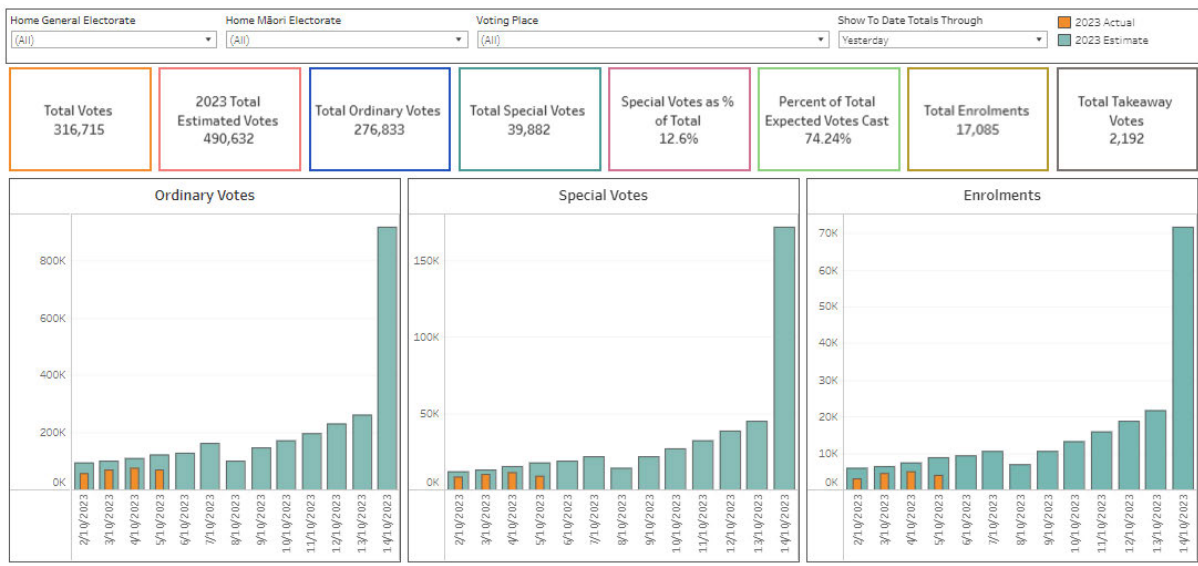 Home General Electorate
(All)
Home Māori Electorate
(All)
Voting Place
(All)
Show To Date Totals Through
Yesterday
2023 Actual
2023 Estimate
Total Votes
316,715
2023 Total
Estimated Votes
490,632
Total Ordinary Votes
276,833
Total Special Votes
39,882
Special Votes as %
of Total
12.6%
Percent of Total
Expected Votes Cast
74.24%
Total Enrolments
17,085
Total Takeaway
Votes
2,192
Ordinary Votes
800K
600K
400K
200K
0K
2/10/2023
3/10/2023
4/10/2023
5/10/2023
6/10/2023
7/10/2023
8/10/2023
9/10/2023
10/10/2023
11/10/2023
12/10/2023
13/10/2023
14/10/2023
Special Votes
150K
100K
50K
0K
2/10/2023
3/10/2023
4/10/2023
5/10/2023
6/10/2023
7/10/2023
8/10/2023
9/10/2023
10/10/2023
11/10/2023
12/10/2023
13/10/2023
14/10/2023
Enrolments
70K
60K
50K
40K
30K
20K
10K
0K
2/10/2023
3/10/2023
4/10/2023
5/10/2023
6/10/2023
7/10/2023
8/10/2023
9/10/2023
10/10/2023
11/10/2023
12/10/2023
13/10/2023
14/10/2023